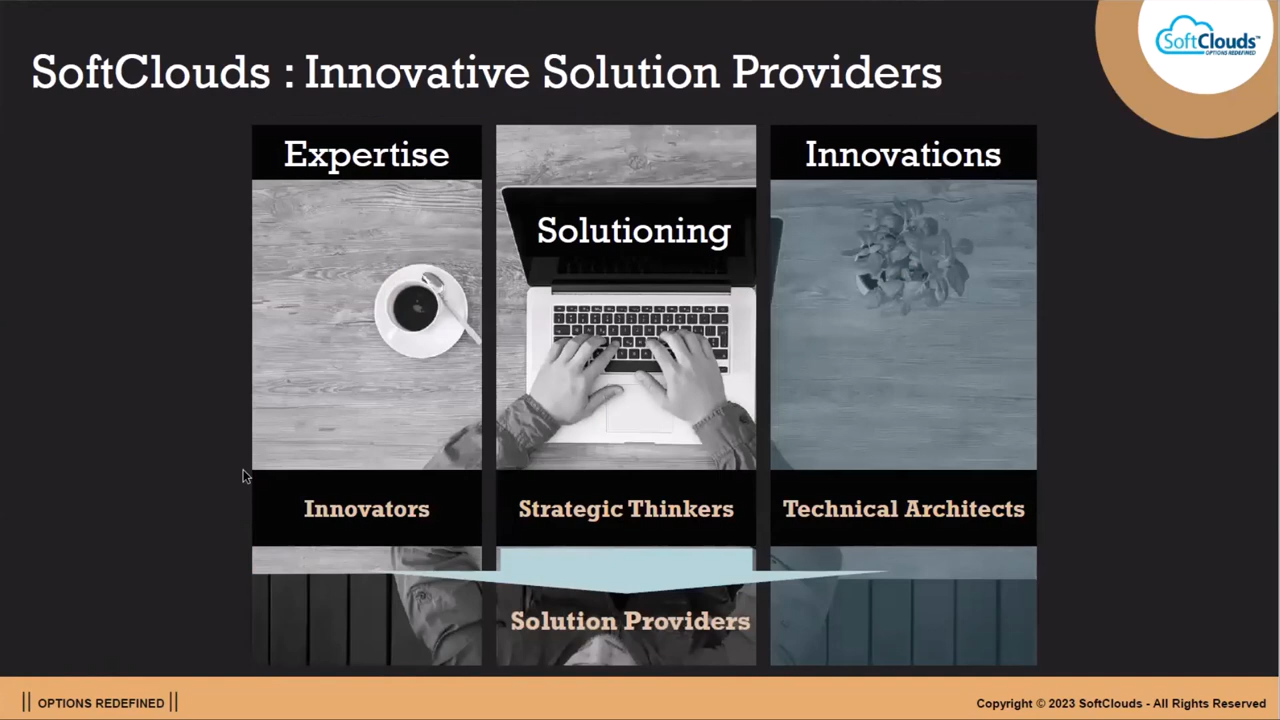 SoftClouds™
OPTIONS REDEFINED
SoftClouds : Innovative Solution Providers
Expertise
Solutioning
Innovations
Innovators
Strategic Thinkers
Technical Architects
Solution Providers
|| OPTIONS REDEFINED ||
Copyright © 2023 SoftClouds - All Rights Reserved